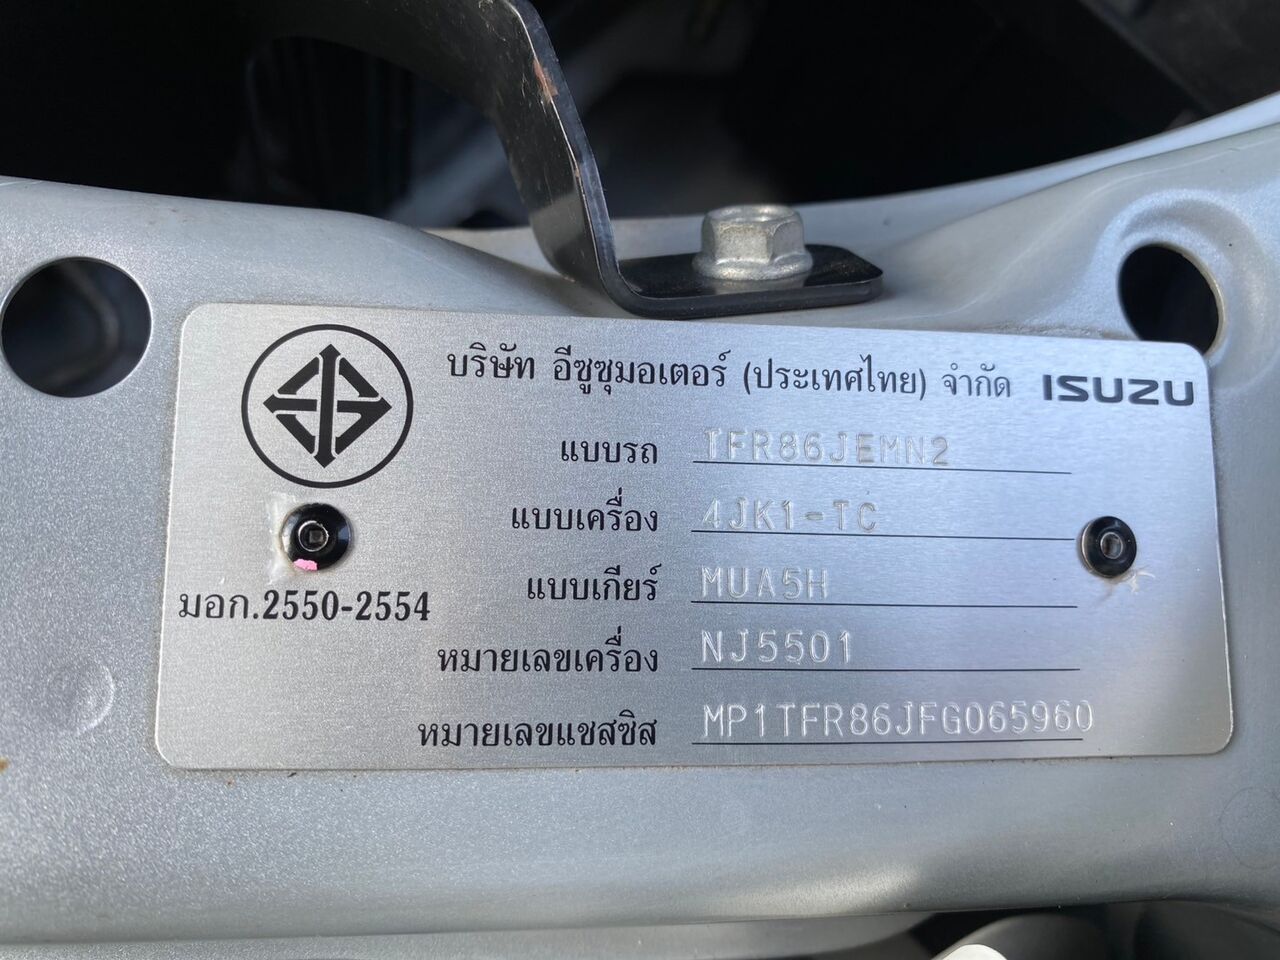 บริษัท อีซูซุมอเตอร์ (ประเทศไทย) จำกัด ISUZU
แบบรถ TFR86JEMN2
แบบเครื่อง 4JK1-TC
แบบเกียร์ MUA5H
มอก.2550-2554
หมายเลขเครื่อง NJ5501
หมายเลขแชสซิส MP1TFR86JFG065960